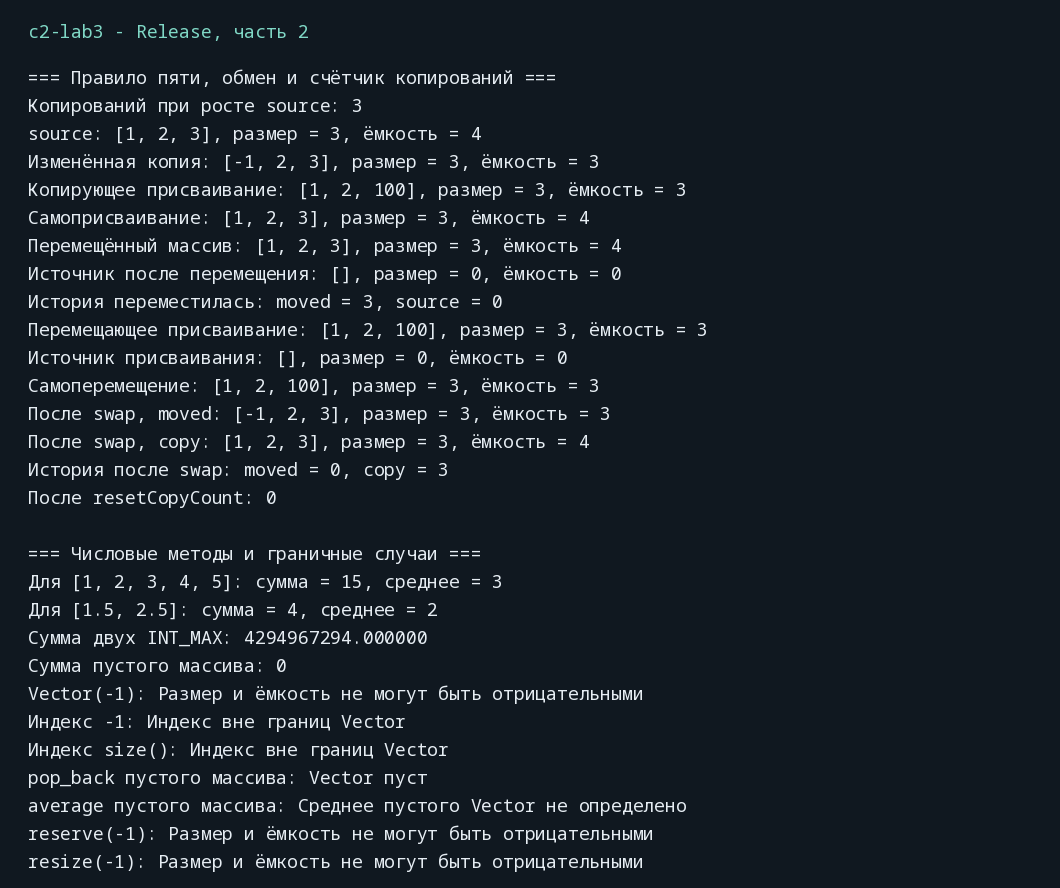 c2-lab3 - Release, часть 2
=== Правило пяти, обмен и счётчик копирований ===
Копирований при росте source: 3
source: [1, 2, 3], размер = 3, ёмкость = 4
Изменённая копия: [-1, 2, 3], размер = 3, ёмкость = 3
Копирующее присваивание: [1, 2, 100], размер = 3, ёмкость = 3
Самоприсваивание: [1, 2, 3], размер = 3, ёмкость = 4
Перемещённый массив: [1, 2, 3], размер = 3, ёмкость = 4
Источник после перемещения: [], размер = 0, ёмкость = 0
История переместилась: moved = 3, source = 0
Перемещающее присваивание: [1, 2, 100], размер = 3, ёмкость = 3
Источник присваивания: [], размер = 0, ёмкость = 0
Самоперемещение: [1, 2, 100], размер = 3, ёмкость = 3
После swap, moved: [-1, 2, 3], размер = 3, ёмкость = 3
После swap, copy: [1, 2, 3], размер = 3, ёмкость = 4
История после swap: moved = 0, copy = 3
После resetCopyCount: 0
=== Числовые методы и граничные случаи ===
Для [1, 2, 3, 4, 5]: сумма = 15, среднее = 3
Для [1.5, 2.5]: сумма = 4, среднее = 2
Сумма двух INT_MAX: 4294967294.000000
Сумма пустого массива: 0
Vector(-1): Размер и ёмкость не могут быть отрицательными
Индекс -1: Индекс вне границ Vector
Индекс size(): Индекс вне границ Vector
pop_back пустого массива: Vector пуст
average пустого массива: Среднее пустого Vector не определено
reserve(-1): Размер и ёмкость не могут быть отрицательными
resize(-1): Размер и ёмкость не могут быть отрицательными